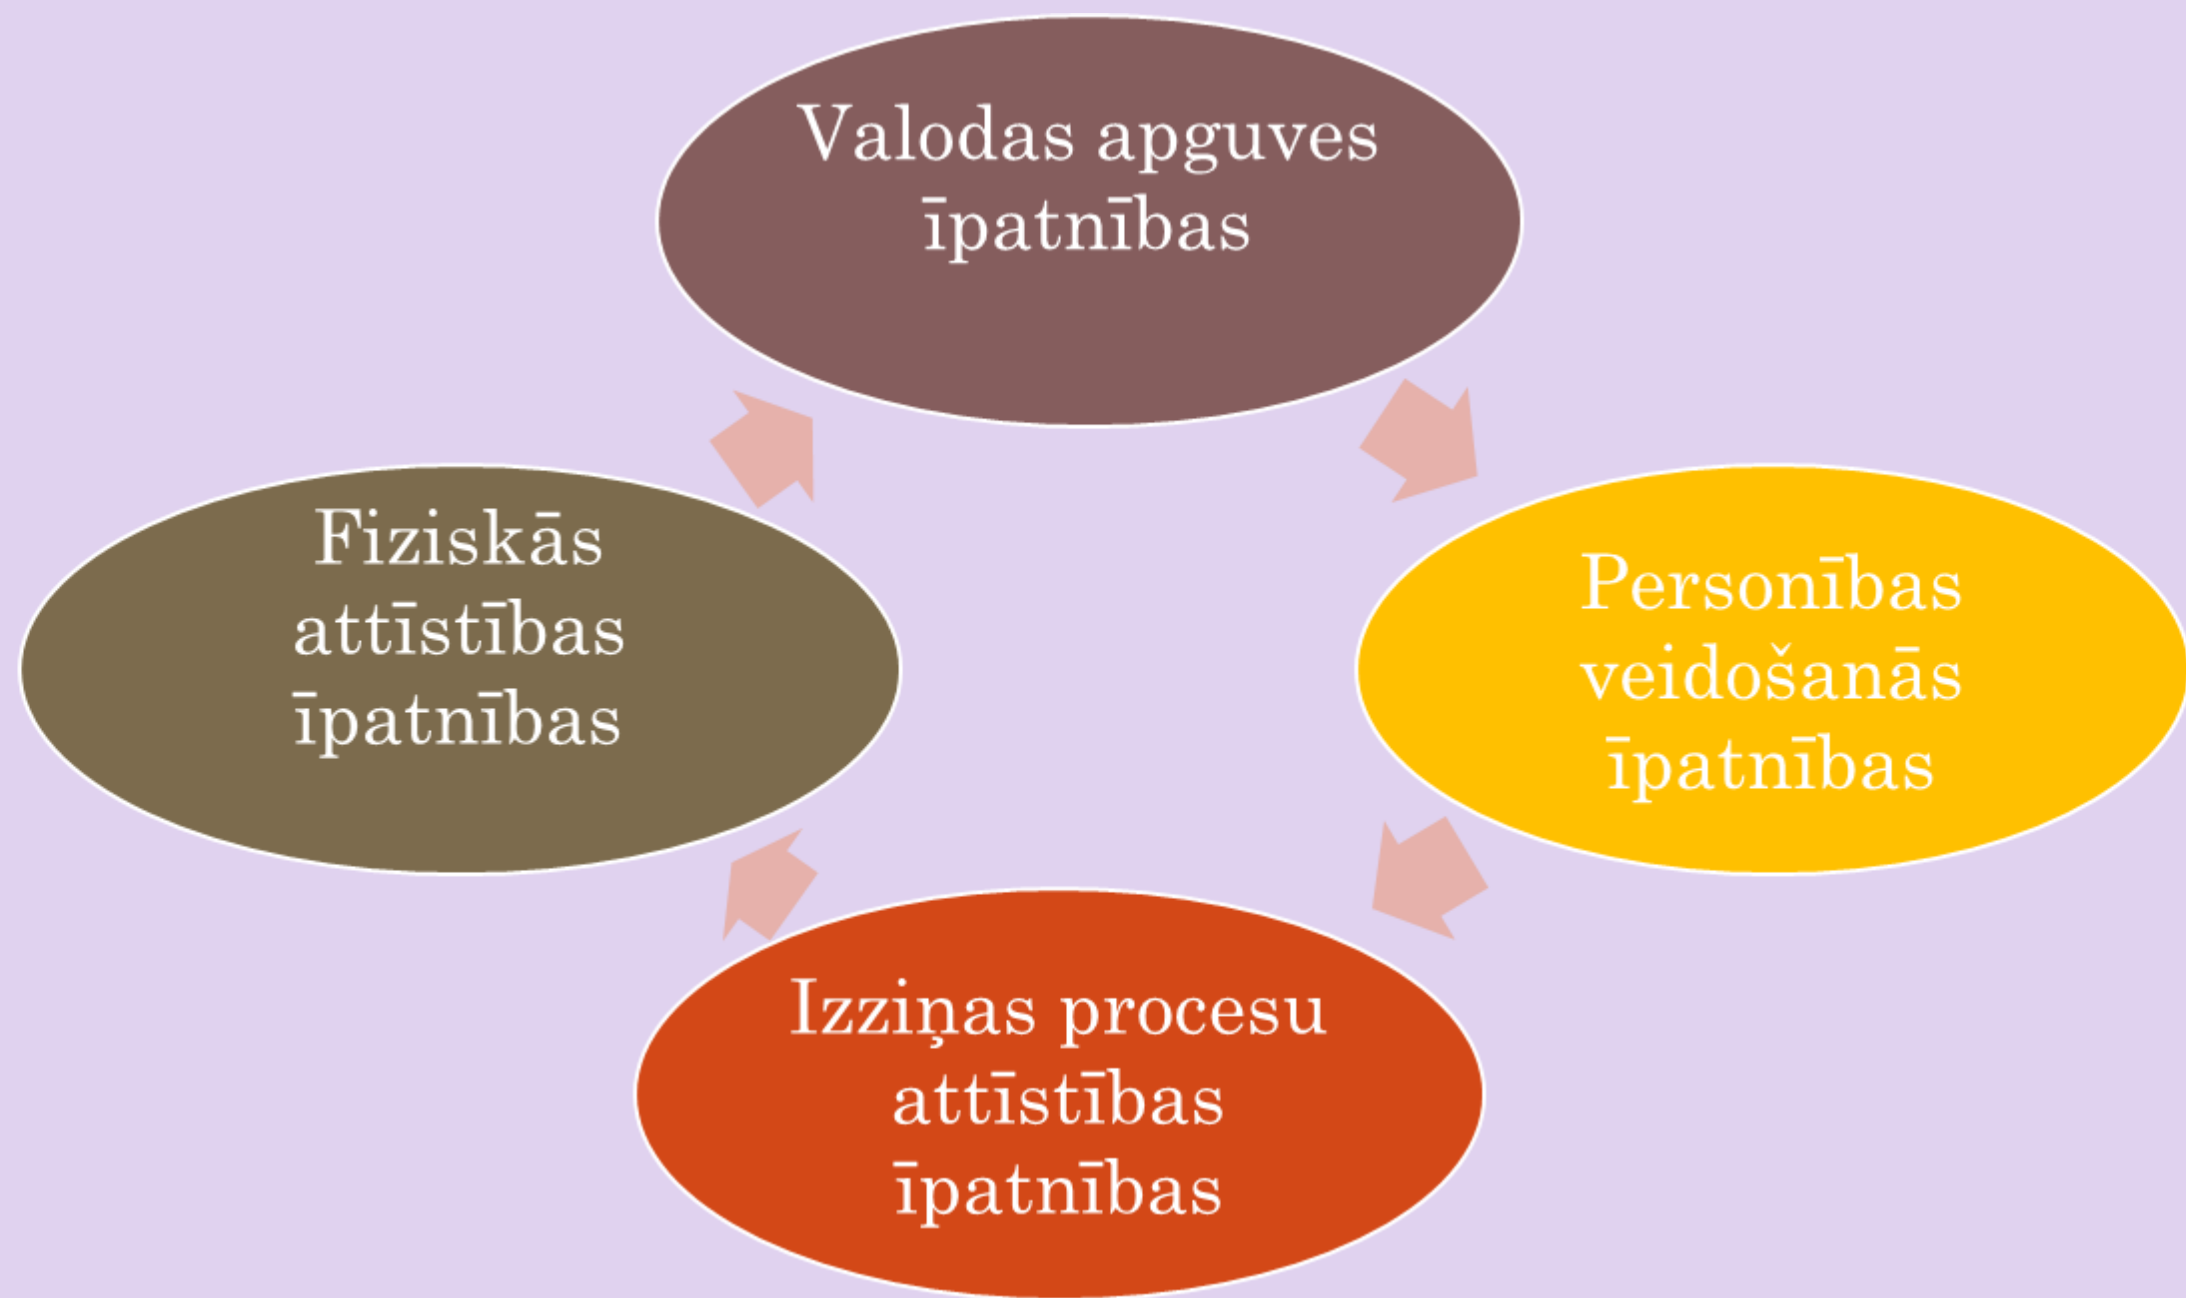 Valodas apguves
īpatnības
Fiziskās
attīstības
īpatnības
Personības
veidošanās
īpatnības
Izziņas procesu
attīstības
īpatnības